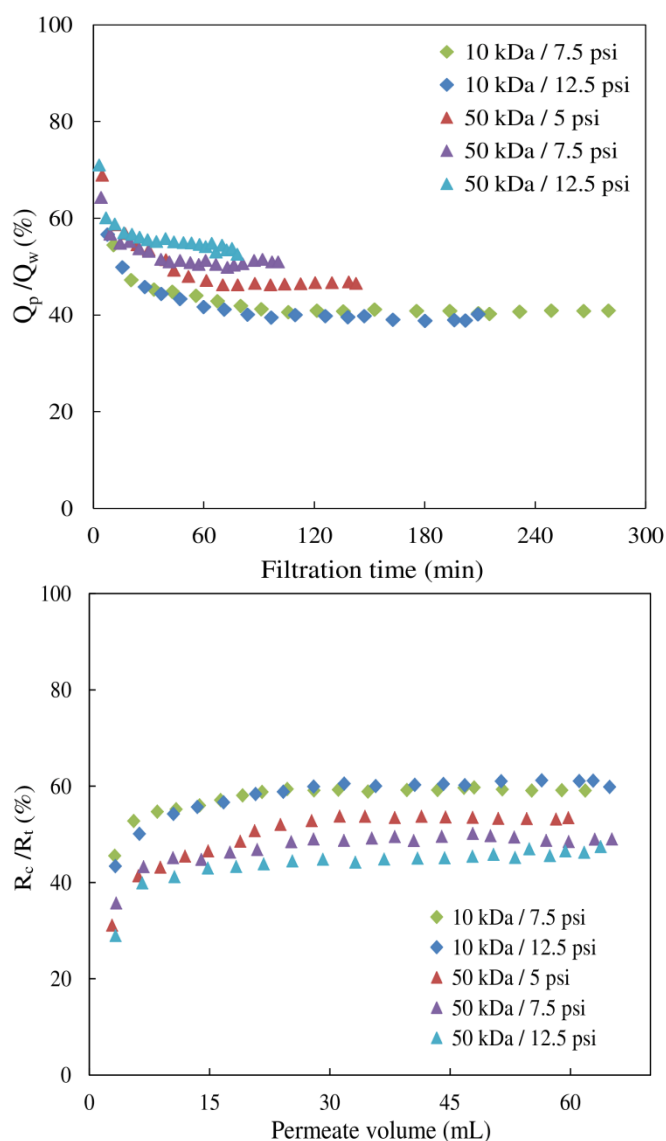 100
80
60
40
20
0
Q_p /Q_w (%)
10 kDa / 7.5 psi
10 kDa / 12.5 psi
50 kDa / 5 psi
50 kDa / 7.5 psi
50 kDa / 12.5 psi
0 60 120 180 240 300
Filtration time (min)
100
80
60
40
20
0
R_c /R_t (%)
10 kDa / 7.5 psi
10 kDa / 12.5 psi
50 kDa / 5 psi
50 kDa / 7.5 psi
50 kDa / 12.5 psi
0 15 30 45 60
Permeate volume (mL)